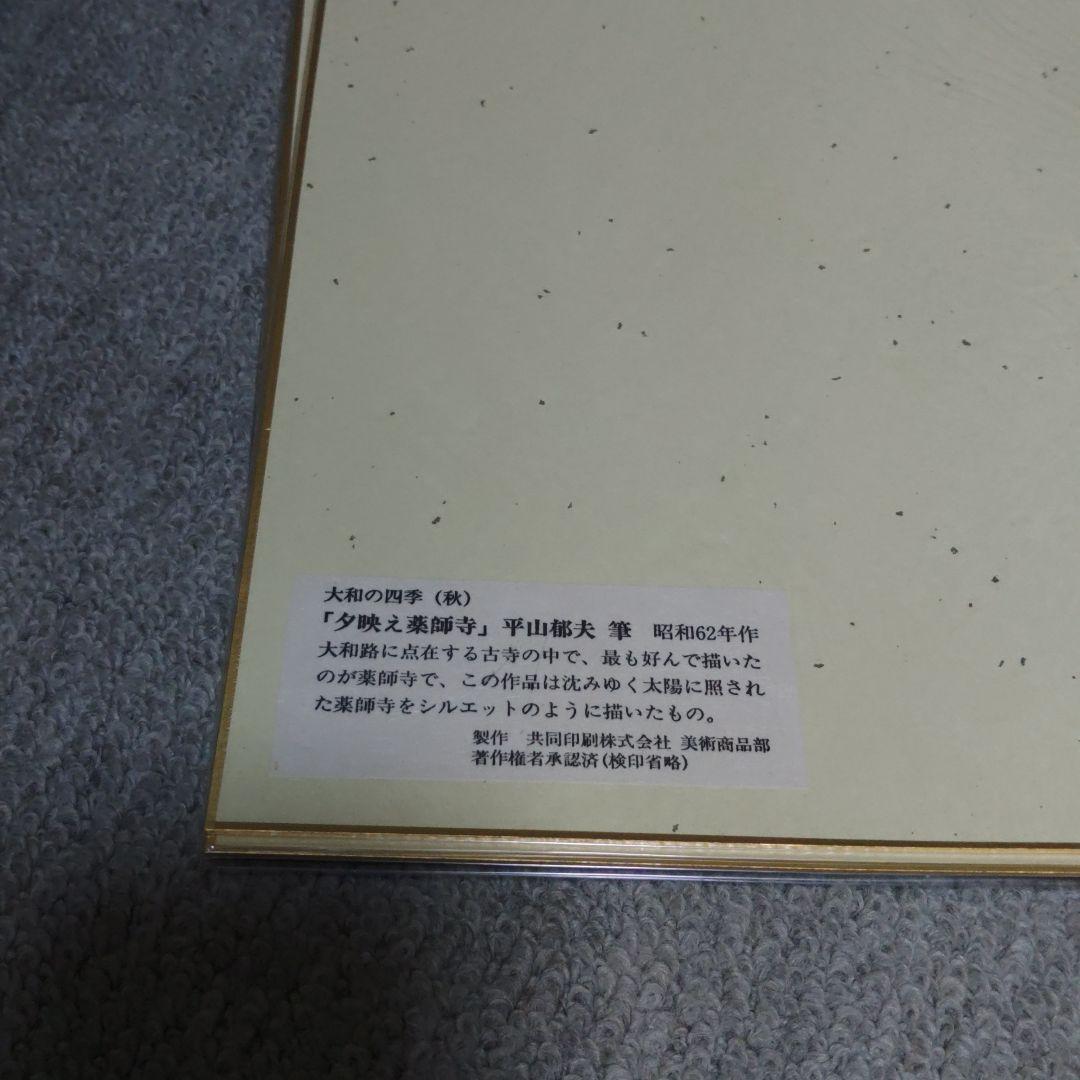 大和の四季（秋）
「夕映え薬師寺」平山郁夫 筆　昭和62年作
大和路に点在する古寺の中で、最も好んで描いた
のが薬師寺で、この作品は沈みゆく太陽に照され
た薬師寺をシルエットのように描いたもの。
製作　共同印刷株式会社 美術商品部
著作権者承認済(検印省略)